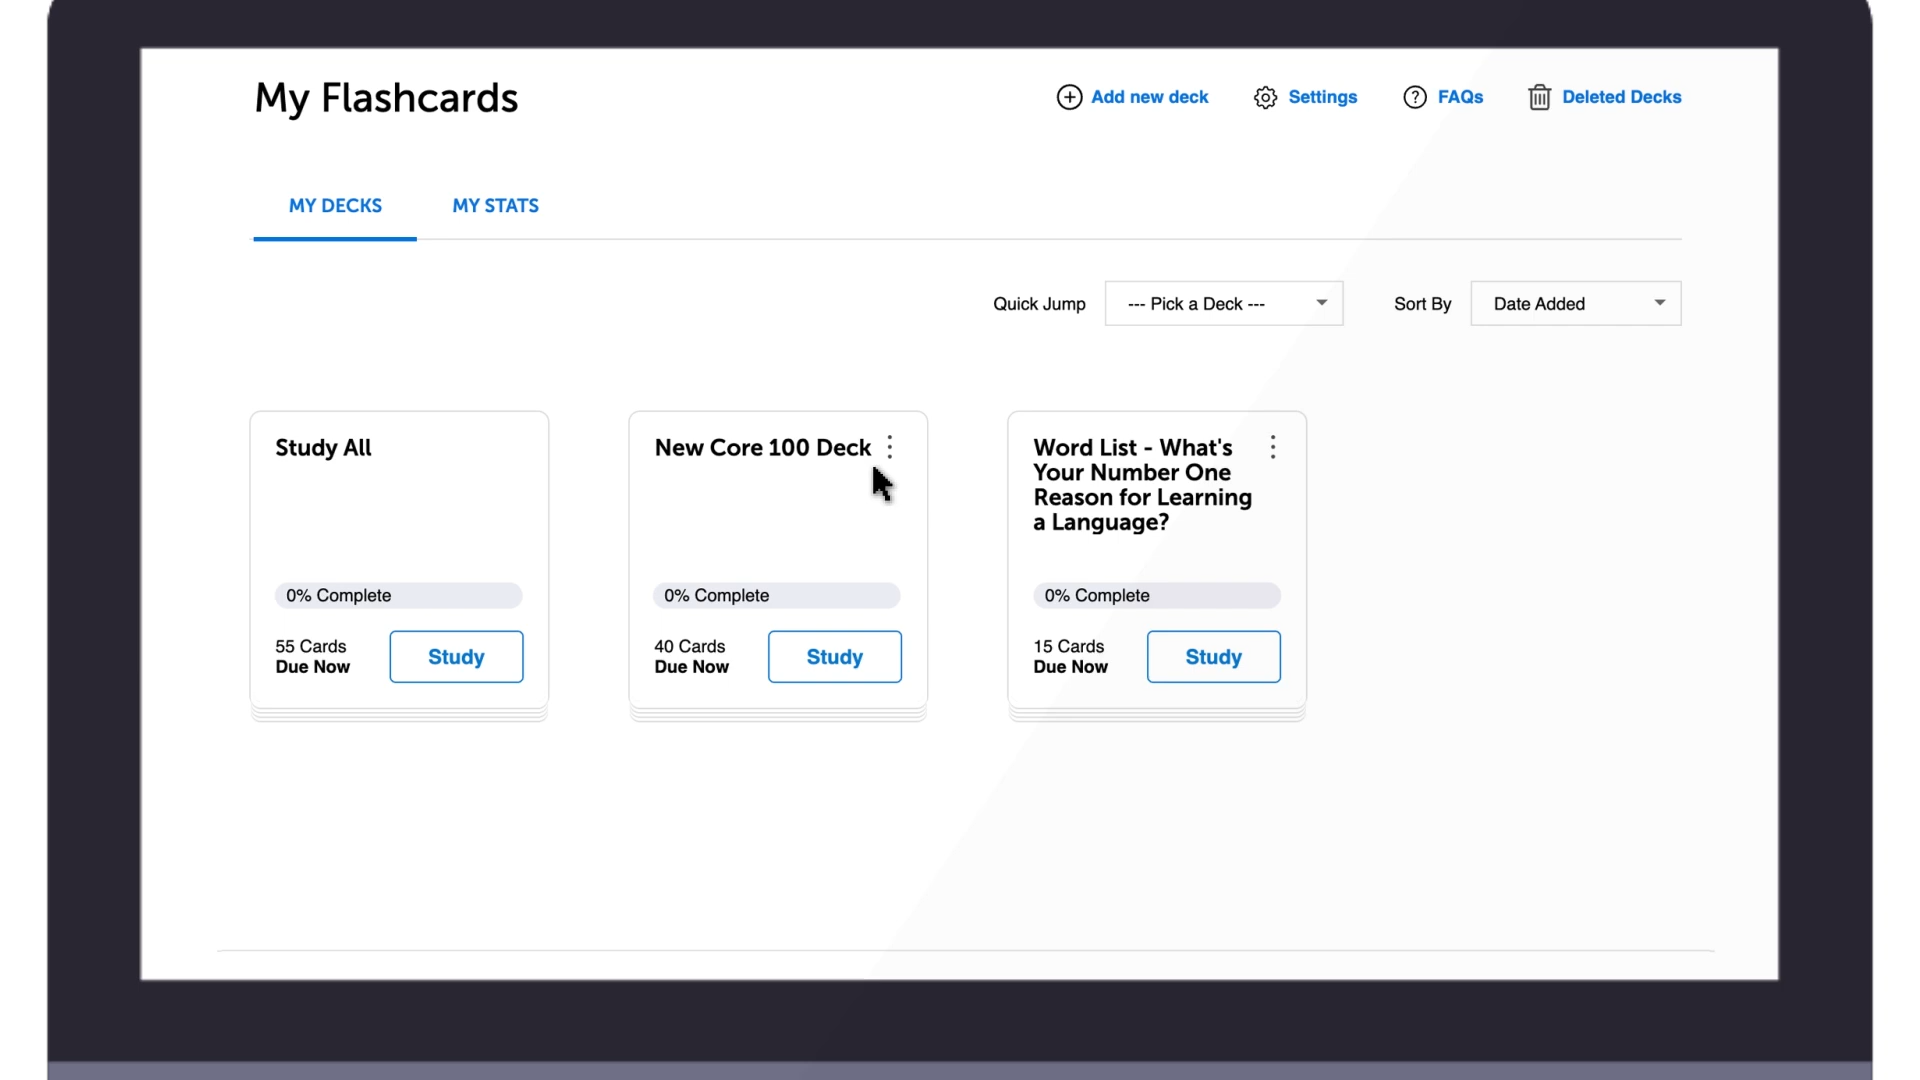 My Flashcards
Add new deck
Settings
FAQs
Deleted Decks
MY DECKS
MY STATS
Quick Jump
--- Pick a Deck ---
Sort By
Date Added
Study All
0% Complete
55 Cards
Due Now
Study
New Core 100 Deck
0% Complete
40 Cards
Due Now
Study
Word List - What's
Your Number One
Reason for Learning
a Language?
0% Complete
15 Cards
Due Now
Study